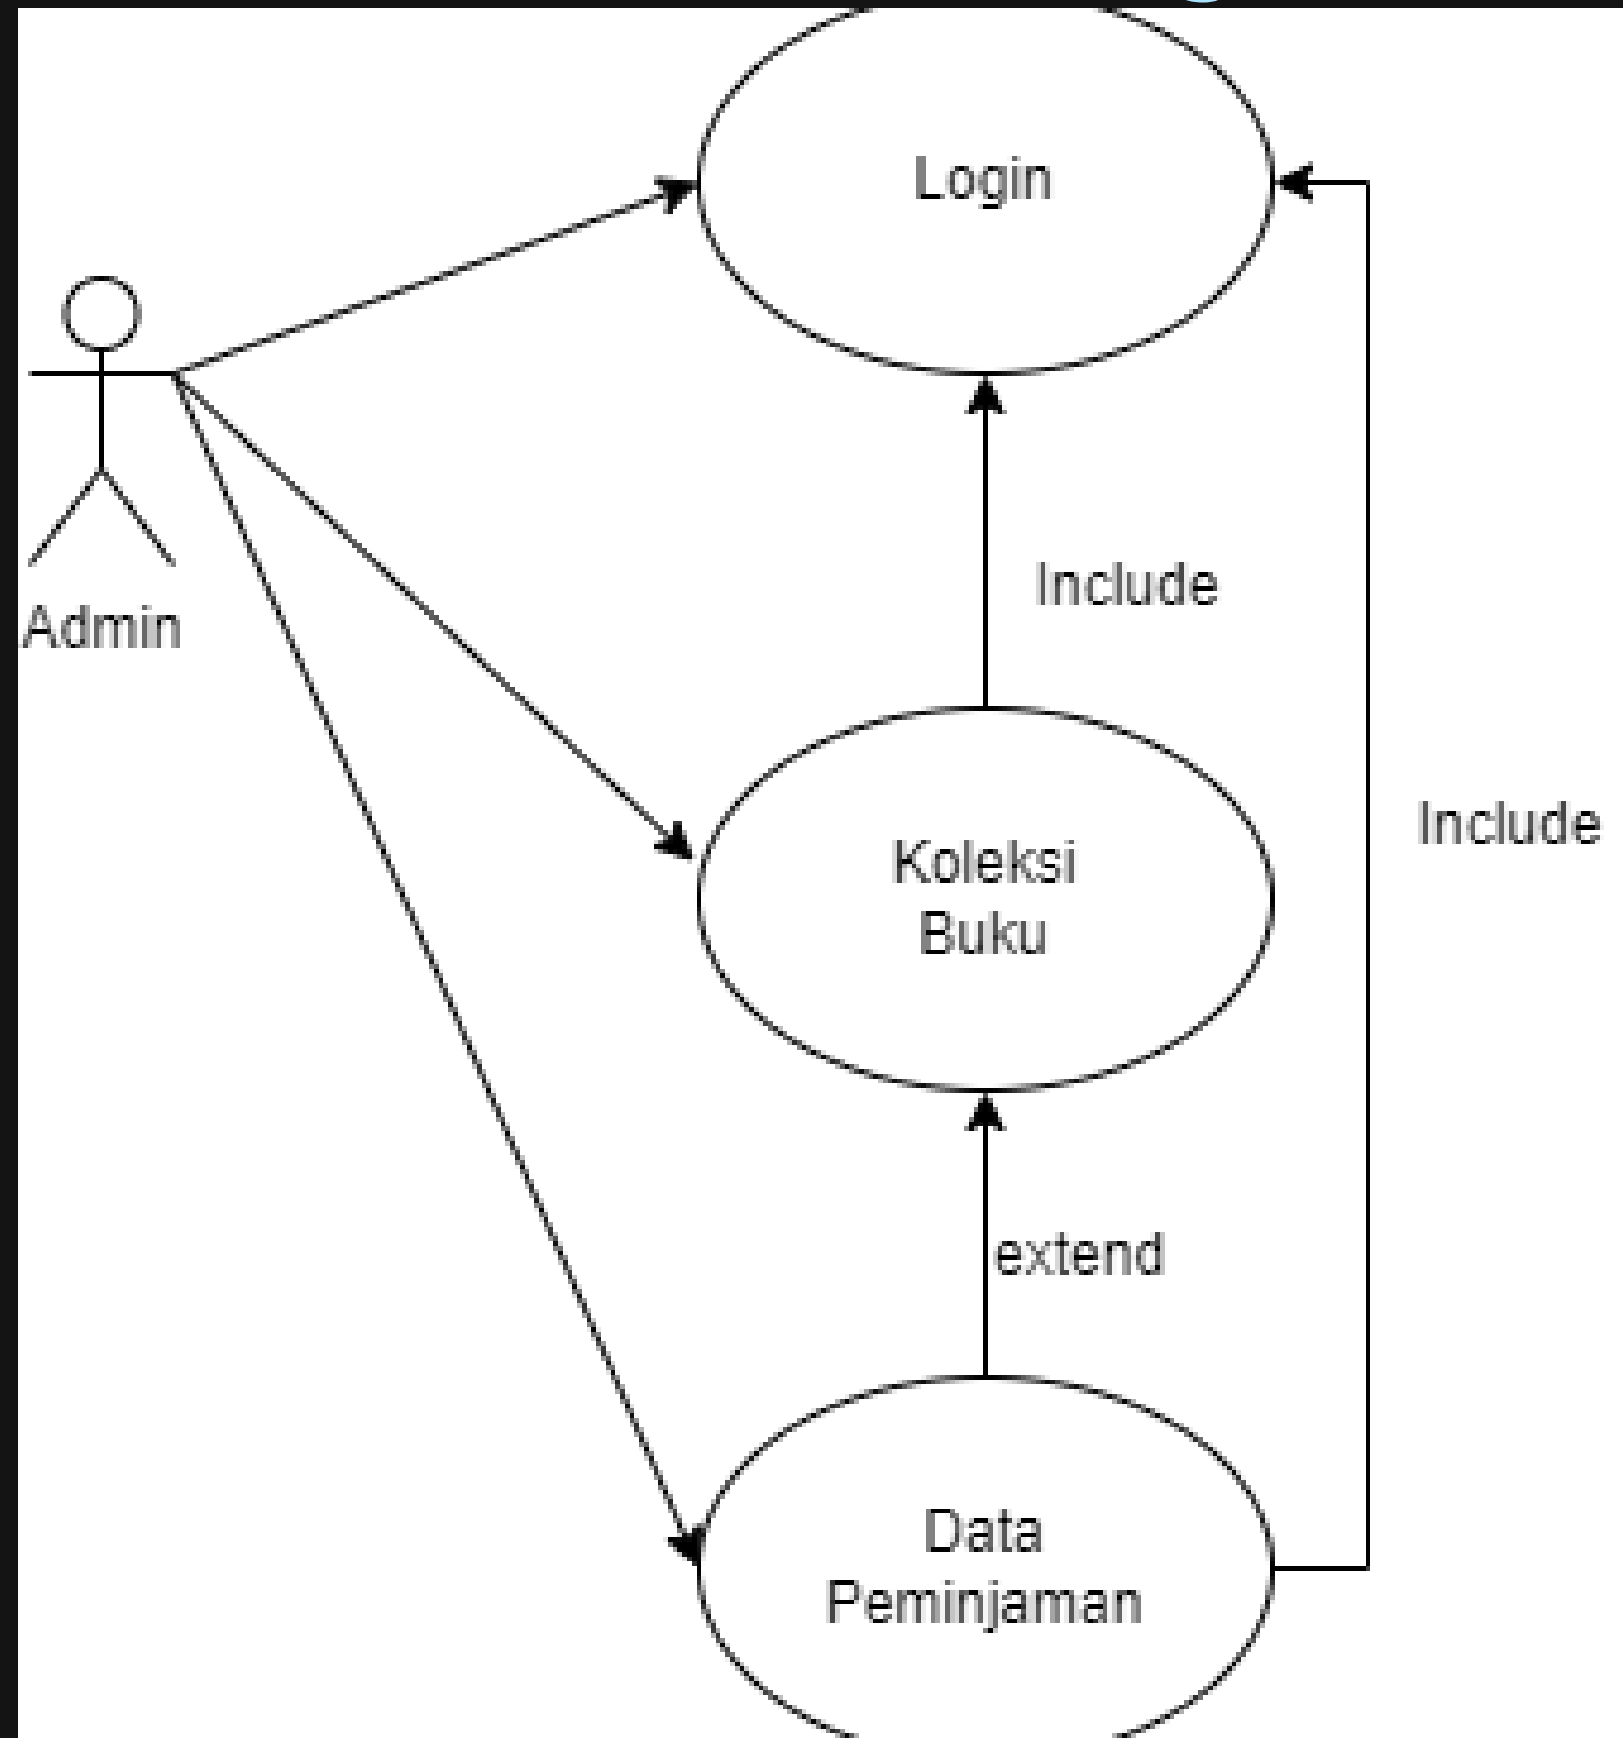 Login
Admin
Include
Include
Koleksi
Buku
extend
Data
Peminjaman